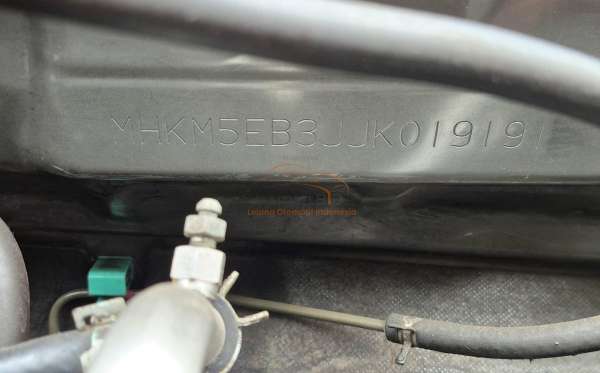 MHKM5EB3JJK019191
Lelang Otomotif Indonesia